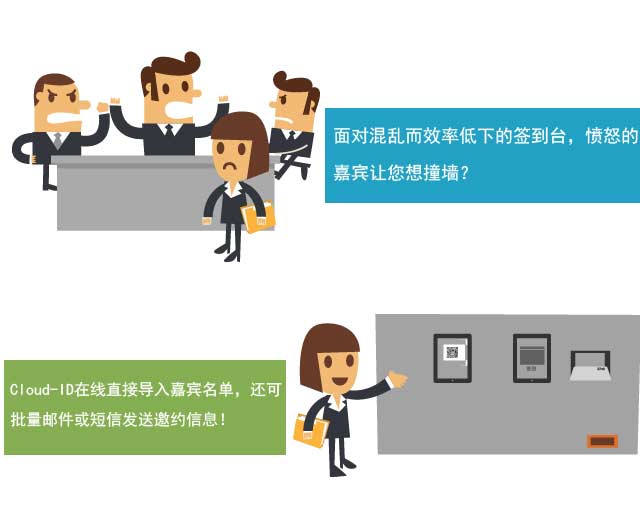 面对混乱而效率低下的签到台，愤怒的
嘉宾让您想撞墙？
Cloud-ID在线直接导入嘉宾名单，还可
批量邮件或短信发送邀约信息！